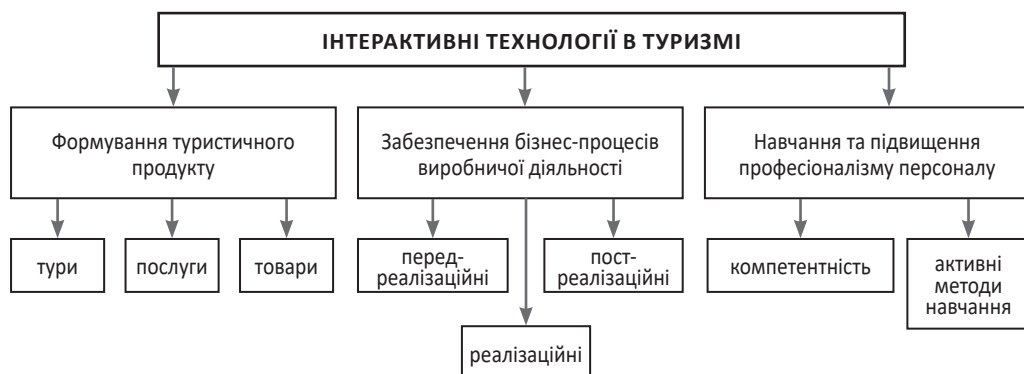 ІНТЕРАКТИВНІ ТЕХНОЛОГІЇ В ТУРИЗМІ
Формування туристичного
продукту
Забезпечення бізнес-процесів
виробничої діяльності
Навчання та підвищення
професіоналізму персоналу
тури
послуги
товари
перед-
реалізаційні
пост-
реалізаційні
реалізаційні
компетентність
активні
методи
навчання